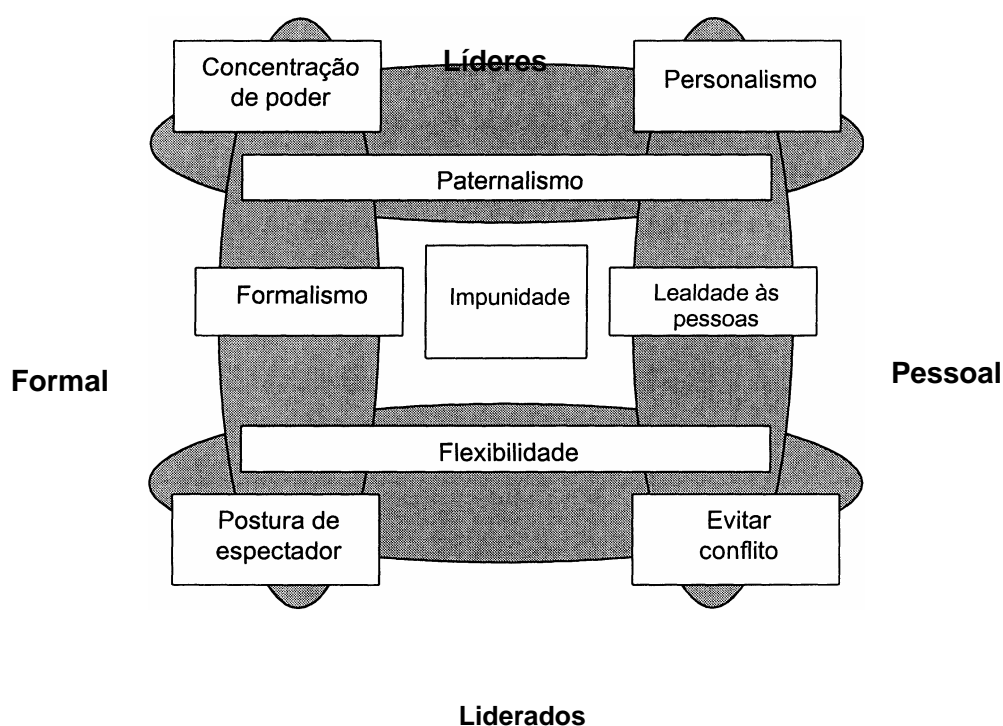 Líderes
Concentração
de poder
Personalismo
Paternalismo
Formalismo
Impunidade
Lealdade às
pessoas
Formal
Pessoal
Flexibilidade
Postura de
espectador
Evitar
conflito
Liderados